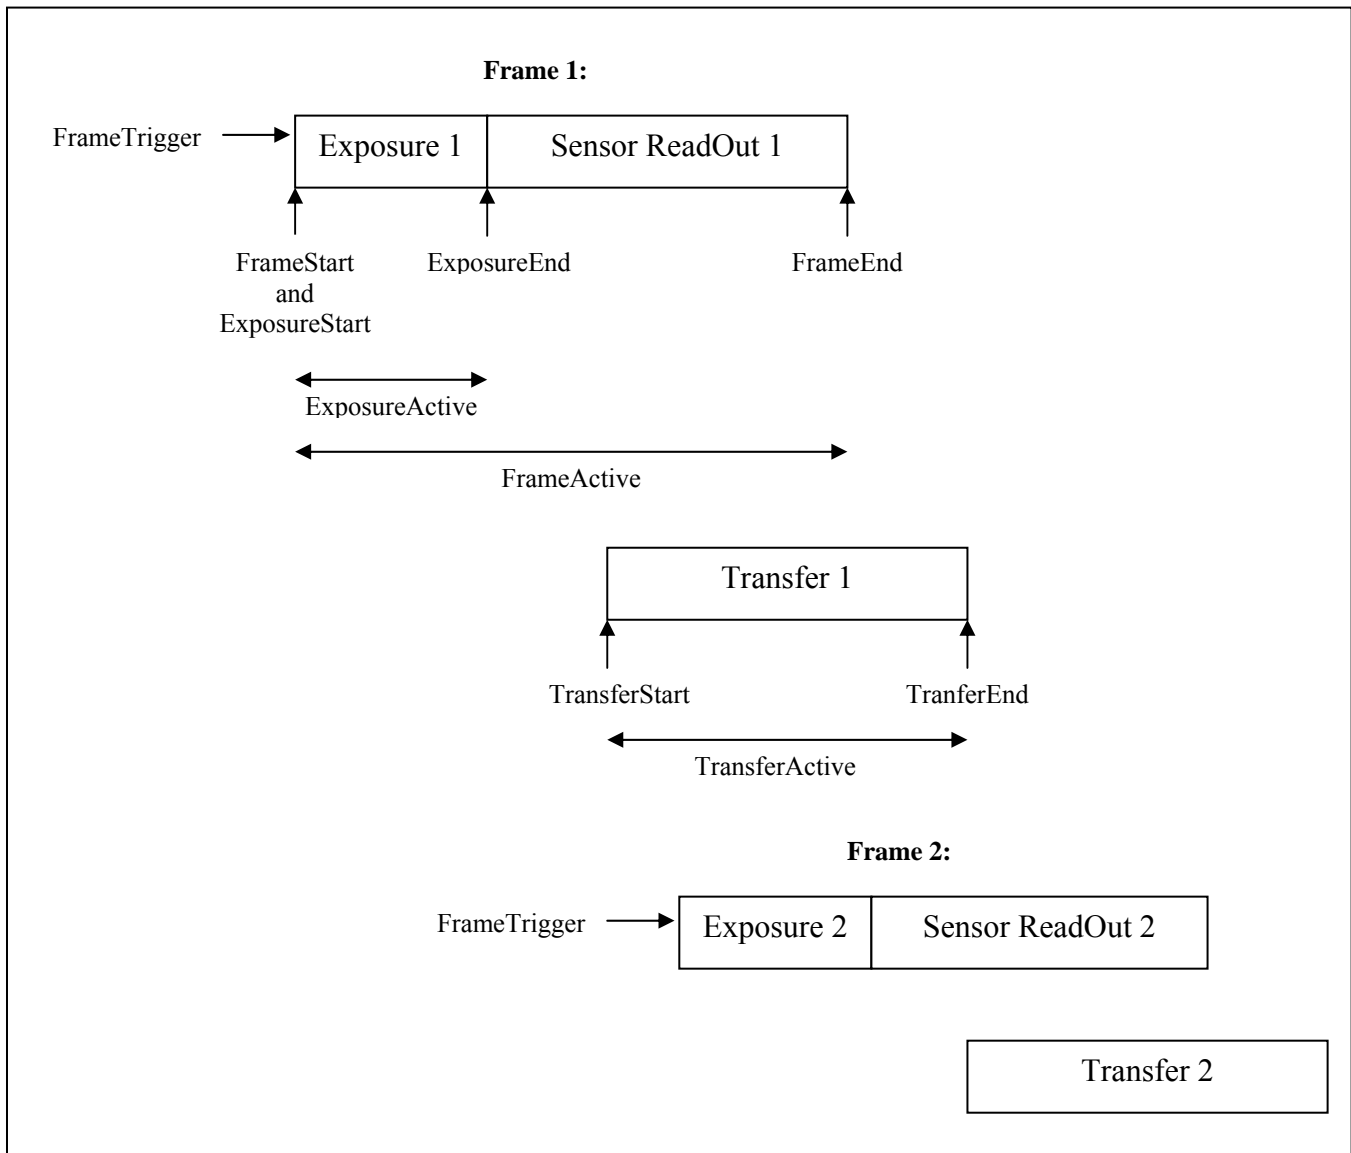 Frame 1:
FrameTrigger
Exposure 1
Sensor ReadOut 1
FrameStart
and
ExposureStart
ExposureEnd
FrameEnd
ExposureActive
FrameActive
Transfer 1
TransferStart
TranferEnd
TransferActive
Frame 2:
FrameTrigger
Exposure 2
Sensor ReadOut 2
Transfer 2